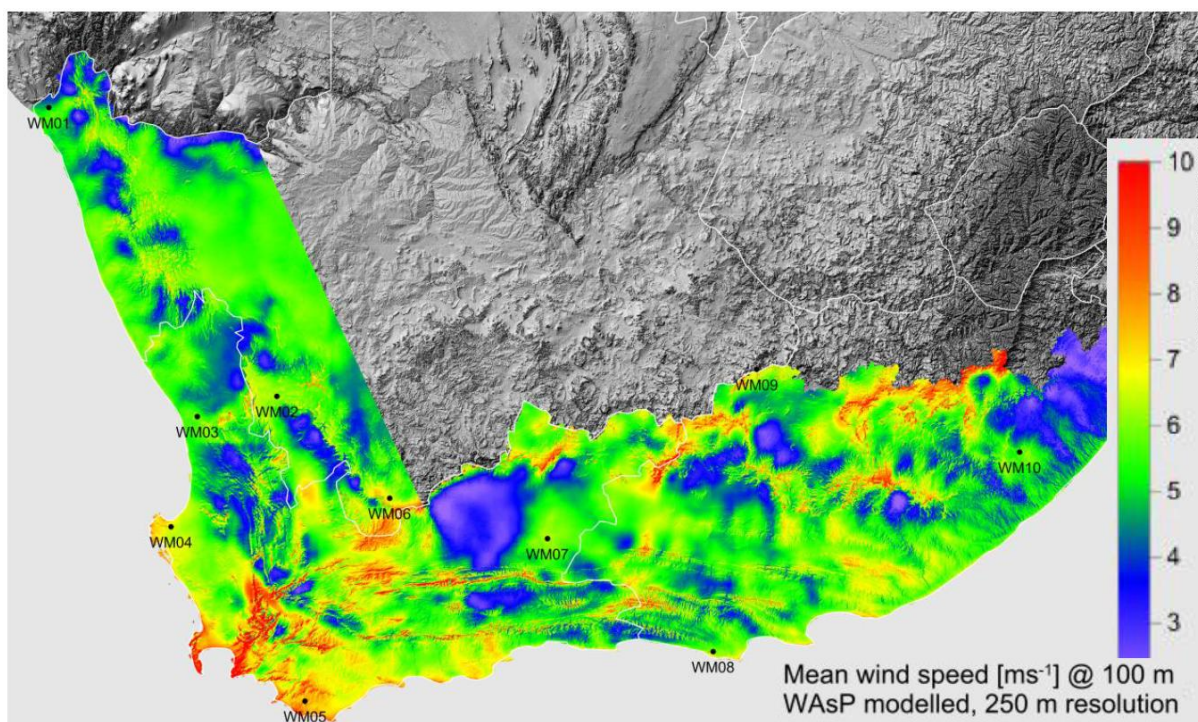 WM01
WM02
WM03
WM04
WM05
WM06
WM07
WM08
WM09
WM10
10
9
8
7
6
5
4
3
Mean wind speed [ms⁻¹] @ 100 m
WAsP modelled, 250 m resolution